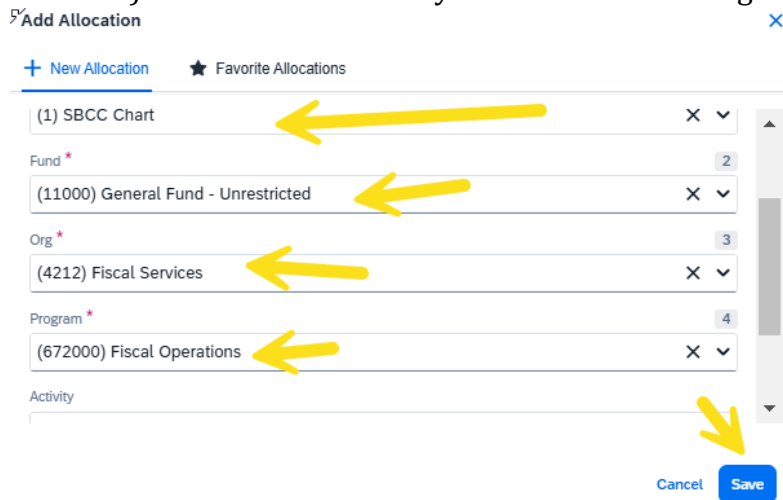 Add Allocation
New Allocation Favorite Allocations
(1) SBCC Chart
Fund * 2
(11000) General Fund - Unrestricted
Org * 3
(4212) Fiscal Services
Program * 4
(672000) Fiscal Operations
Activity
Cancel Save